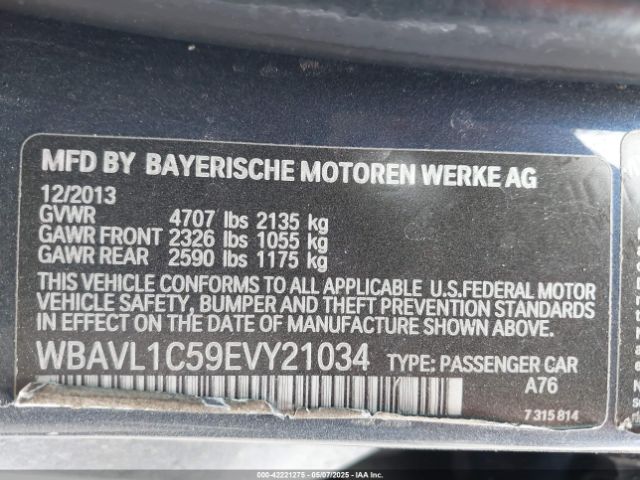 MFD BY BAYERISCHE MOTOREN WERKE AG
12/2013
GVWR 4707 lbs 2135 kg
GAWR FRONT 2326 lbs 1055 kg
GAWR REAR 2590 lbs 1175 kg
THIS VEHICLE CONFORMS TO ALL APPLICABLE U.S.FEDERAL MOTOR
VEHICLE SAFETY, BUMPER AND THEFT PREVENTION STANDARDS
IN EFFECT ON THE DATE OF MANUFACTURE SHOWN ABOVE.
WBAVL1C59EVY21034 TYPE: PASSENGER CAR
A76
7 315 814
000-42221275 - 05/07/2025 - IAA Inc.